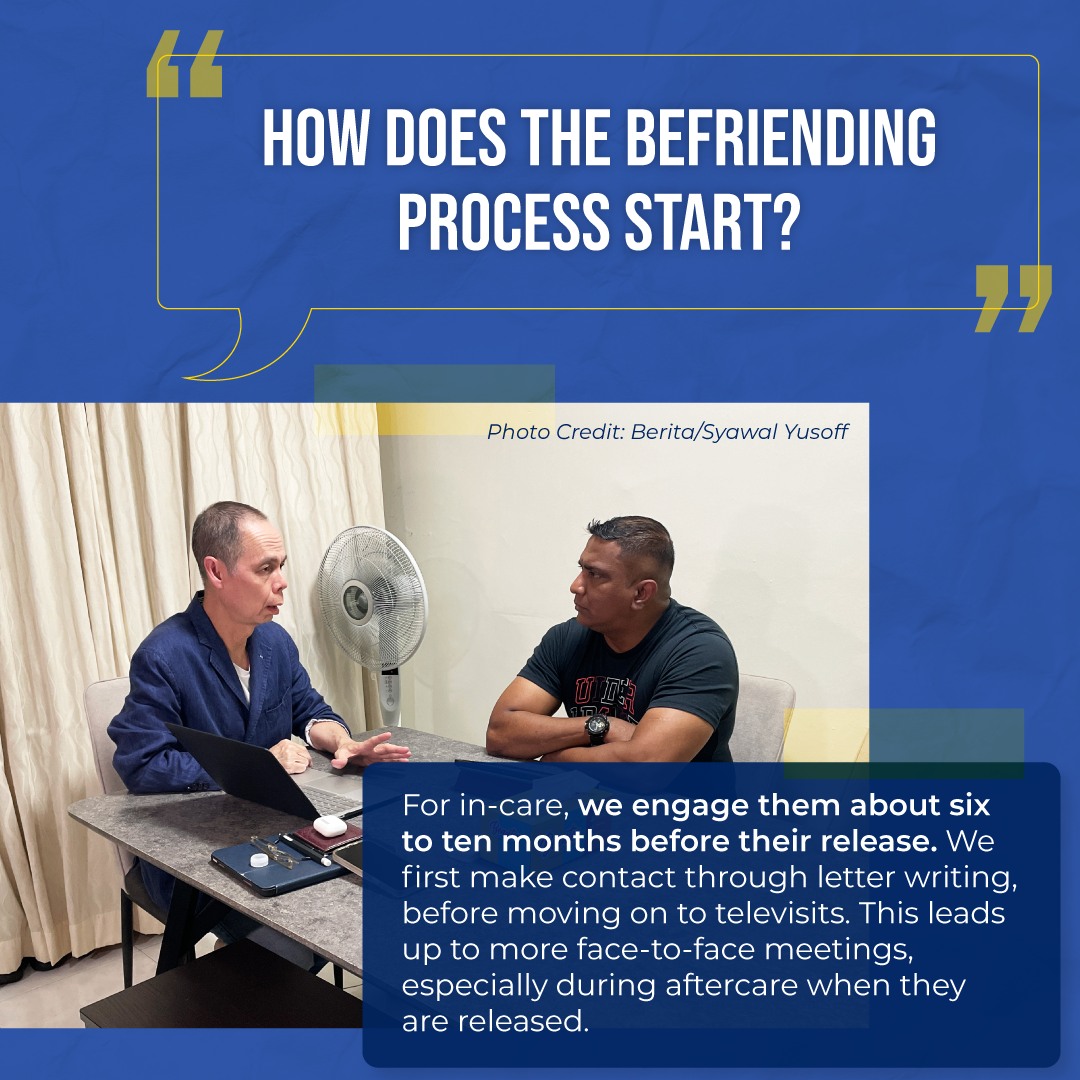 “
HOW DOES THE BEFRIENDING
PROCESS START?
”
Photo Credit: Berita/Syawal Yusoff
UNDER
For in-care, we engage them about six
to ten months before their release. We
first make contact through letter writing,
before moving on to televisits. This leads
up to more face-to-face meetings,
especially during aftercare when they
are released.